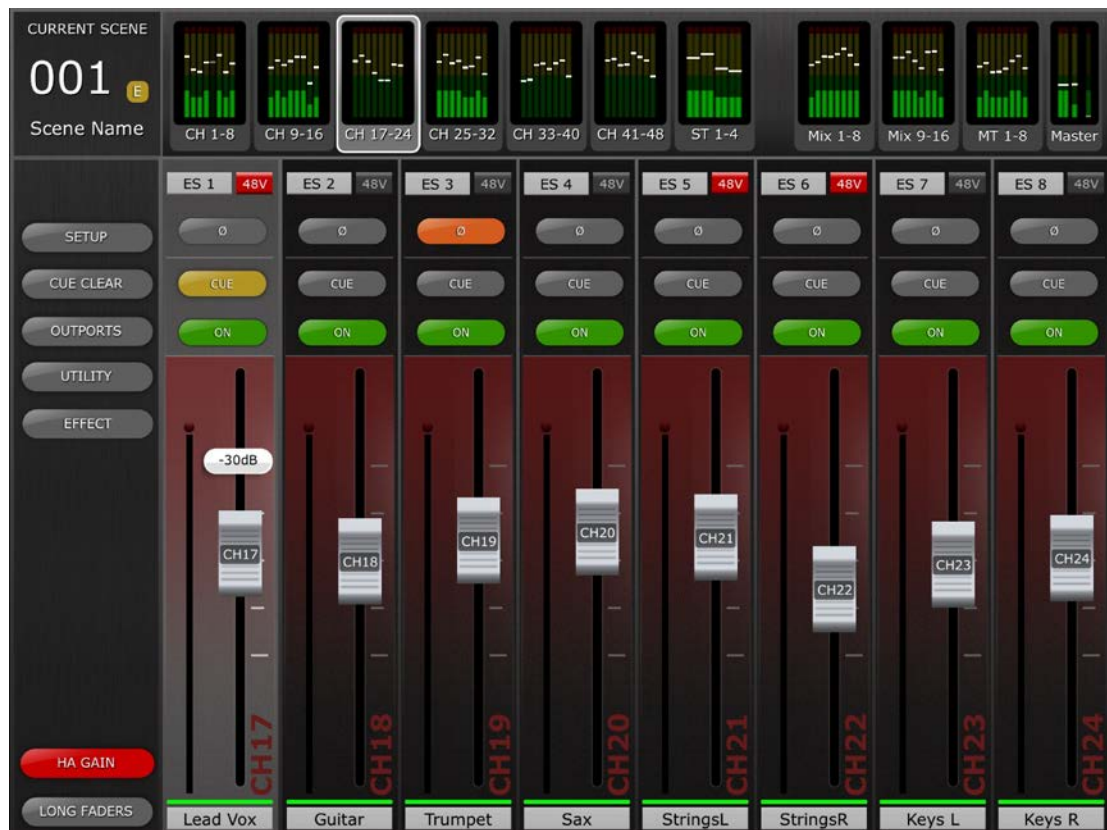 CURRENT SCENE
001 E
Scene Name
CH 1-8 CH 9-16 CH 17-24 CH 25-32 CH 33-40 CH 41-48 ST 1-4 Mix 1-8 Mix 9-16 MT 1-8 Master
ES 1 48V ES 2 48V ES 3 48V ES 4 48V ES 5 48V ES 6 48V ES 7 48V ES 8 48V
SETUP Ø Ø Ø Ø Ø Ø Ø Ø
CUE CLEAR CUE CUE CUE CUE CUE CUE CUE CUE
OUTPORTS ON ON ON ON ON ON ON ON
UTILITY
EFFECT
-30dB
CH17 CH18 CH19 CH20 CH21 CH22 CH23 CH24
CH17 CH18 CH19 CH20 CH21 CH22 CH23 CH24
HA GAIN
LONG FADERS
Lead Vox Guitar Trumpet Sax StringsL StringsR Keys L Keys R